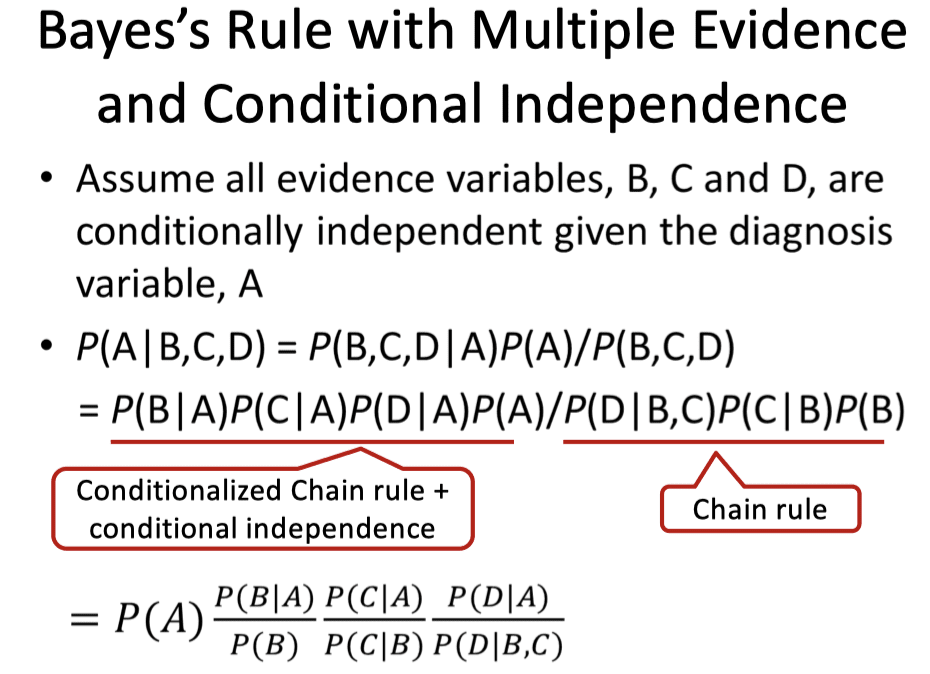 Bayes's Rule with Multiple Evidence
and Conditional Independence
• Assume all evidence variables, B, C and D, are
conditionally independent given the diagnosis
variable, A
• P(A|B,C,D) = P(B,C,D|A)P(A)/P(B,C,D)
= P(B|A)P(C|A)P(D|A)P(A)/P(D|B,C)P(C|B)P(B)
Conditionalized Chain rule +
conditional independence
Chain rule
= P(A) \frac{P(B|A)}{P(B)} \frac{P(C|A)}{P(C|B)} \frac{P(D|A)}{P(D|B,C)}